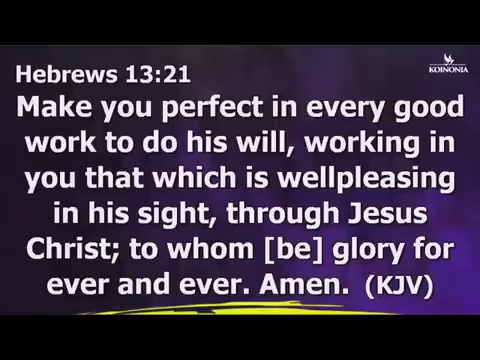 KOINONIA
Hebrews 13:21
Make you perfect in every good
work to do his will, working in
you that which is wellpleasing
in his sight, through Jesus
Christ; to whom [be] glory for
ever and ever. Amen. (KJV)